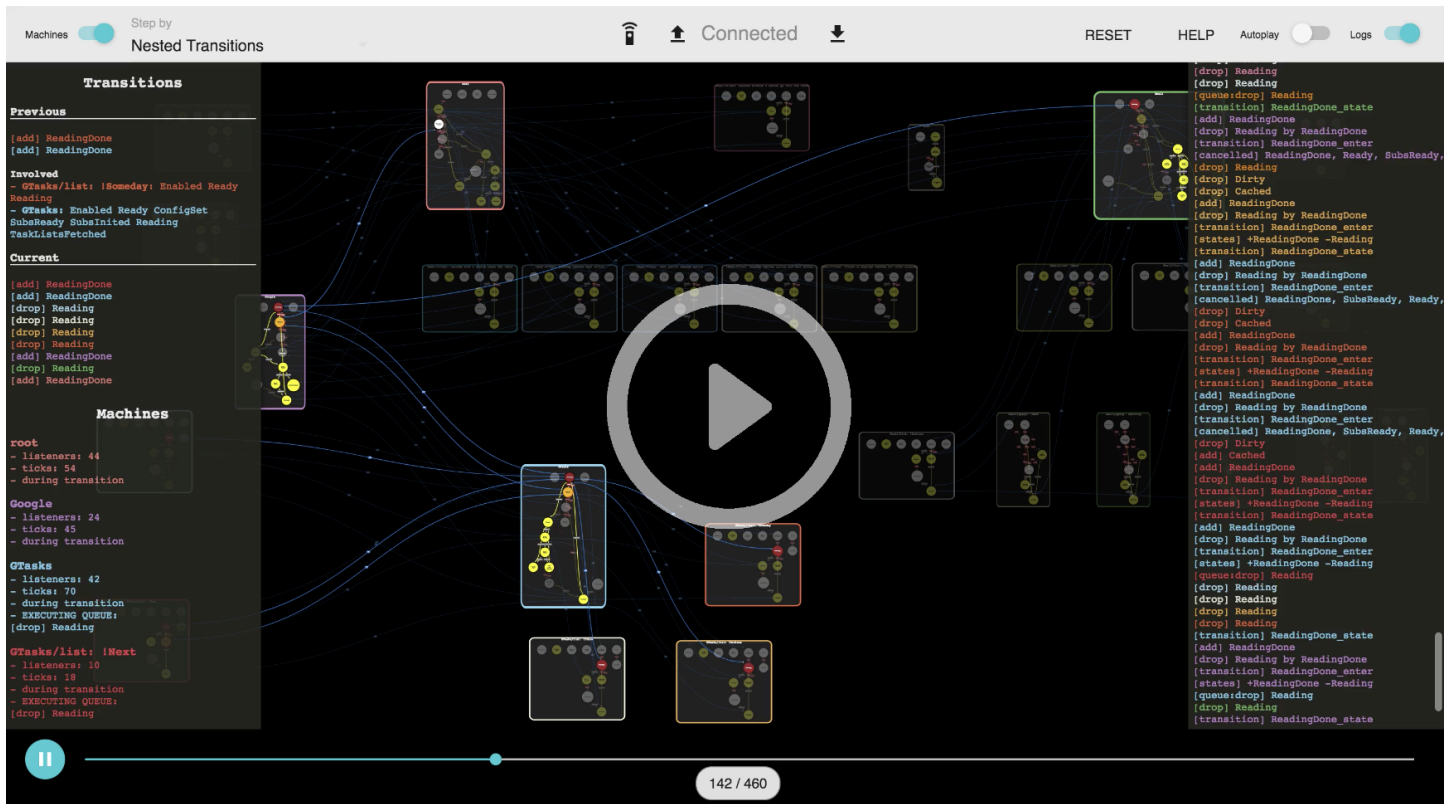 Machines
Step by
Nested Transitions
Connected
RESET
HELP
Autoplay
Logs
Transitions
Previous
[add] ReadingDone
[add] ReadingDone
Involved
- GTasks/list: !Someday: Enabled Ready
Reading
- GTasks: Enabled Ready ConfigSet
SubsReady SubsInited Reading
TaskListsFetched
Current
[add] ReadingDone
[add] ReadingDone
[drop] Reading
[drop] Reading
[drop] Reading
[drop] Reading
[add] ReadingDone
[drop] Reading
[add] ReadingDone
Machines
root
- listeners: 44
- ticks: 54
- during transition
Google
- listeners: 24
- ticks: 45
- during transition
GTasks
- listeners: 42
- ticks: 70
- during transition
- EXECUTING QUEUE:
[drop] Reading
GTasks/list: !Next
- listeners: 10
- ticks: 18
- during transition
- EXECUTING QUEUE:
[drop] Reading
[drop] Reading
[drop] Reading
[queue:drop] Reading
[transition] ReadingDone_state
[add] ReadingDone
[drop] Reading by ReadingDone
[transition] ReadingDone_enter
[cancelled] ReadingDone, Ready, SubsReady,
[drop] Reading
[drop] Dirty
[drop] Cached
[add] ReadingDone
[drop] Reading by ReadingDone
[transition] ReadingDone_enter
[states] +ReadingDone -Reading
[transition] ReadingDone_state
[add] ReadingDone
[drop] Reading by ReadingDone
[transition] ReadingDone_enter
[cancelled] ReadingDone, SubsReady, Ready,
[drop] Dirty
[drop] Cached
[add] ReadingDone
[drop] Reading by ReadingDone
[transition] ReadingDone_enter
[states] +ReadingDone -Reading
[transition] ReadingDone_state
[add] ReadingDone
[drop] Reading by ReadingDone
[transition] ReadingDone_enter
[cancelled] ReadingDone, SubsReady, Ready,
[drop] Dirty
[add] Cached
[add] ReadingDone
[drop] Reading by ReadingDone
[transition] ReadingDone_enter
[states] +ReadingDone -Reading
[transition] ReadingDone_state
[add] ReadingDone
[drop] Reading by ReadingDone
[transition] ReadingDone_enter
[states] +ReadingDone -Reading
[queue:drop] Reading
[drop] Reading
[drop] Reading
[drop] Reading
[drop] Reading
[transition] ReadingDone_state
[add] ReadingDone
[drop] Reading by ReadingDone
[transition] ReadingDone_enter
[states] +ReadingDone -Reading
[queue:drop] Reading
[drop] Reading
[transition] ReadingDone_state
142 / 460